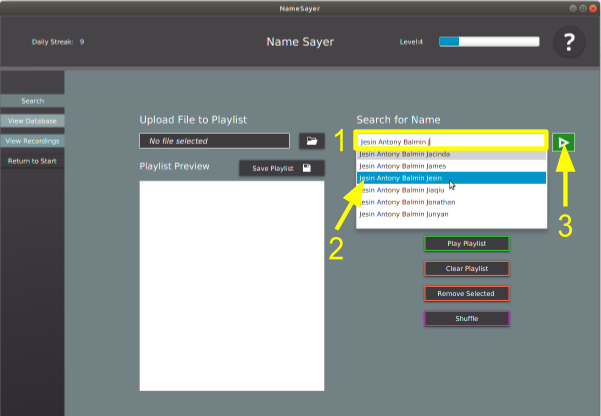 NameSayer
Daily Streak: 9
Name Sayer
Level:4
?
Search
View Database
View Recordings
Return to Start
Upload File to Playlist
No file selected
Playlist Preview
Save Playlist
Search for Name
1
Jesin Antony Balmin J
Jesin Antony Balmin Jacinda
Jesin Antony Balmin James
Jesin Antony Balmin Jesin
Jesin Antony Balmin Jiaqiu
Jesin Antony Balmin Jonathan
Jesin Antony Balmin Junyan
2
3
Play Playlist
Clear Playlist
Remove Selected
Shuffle